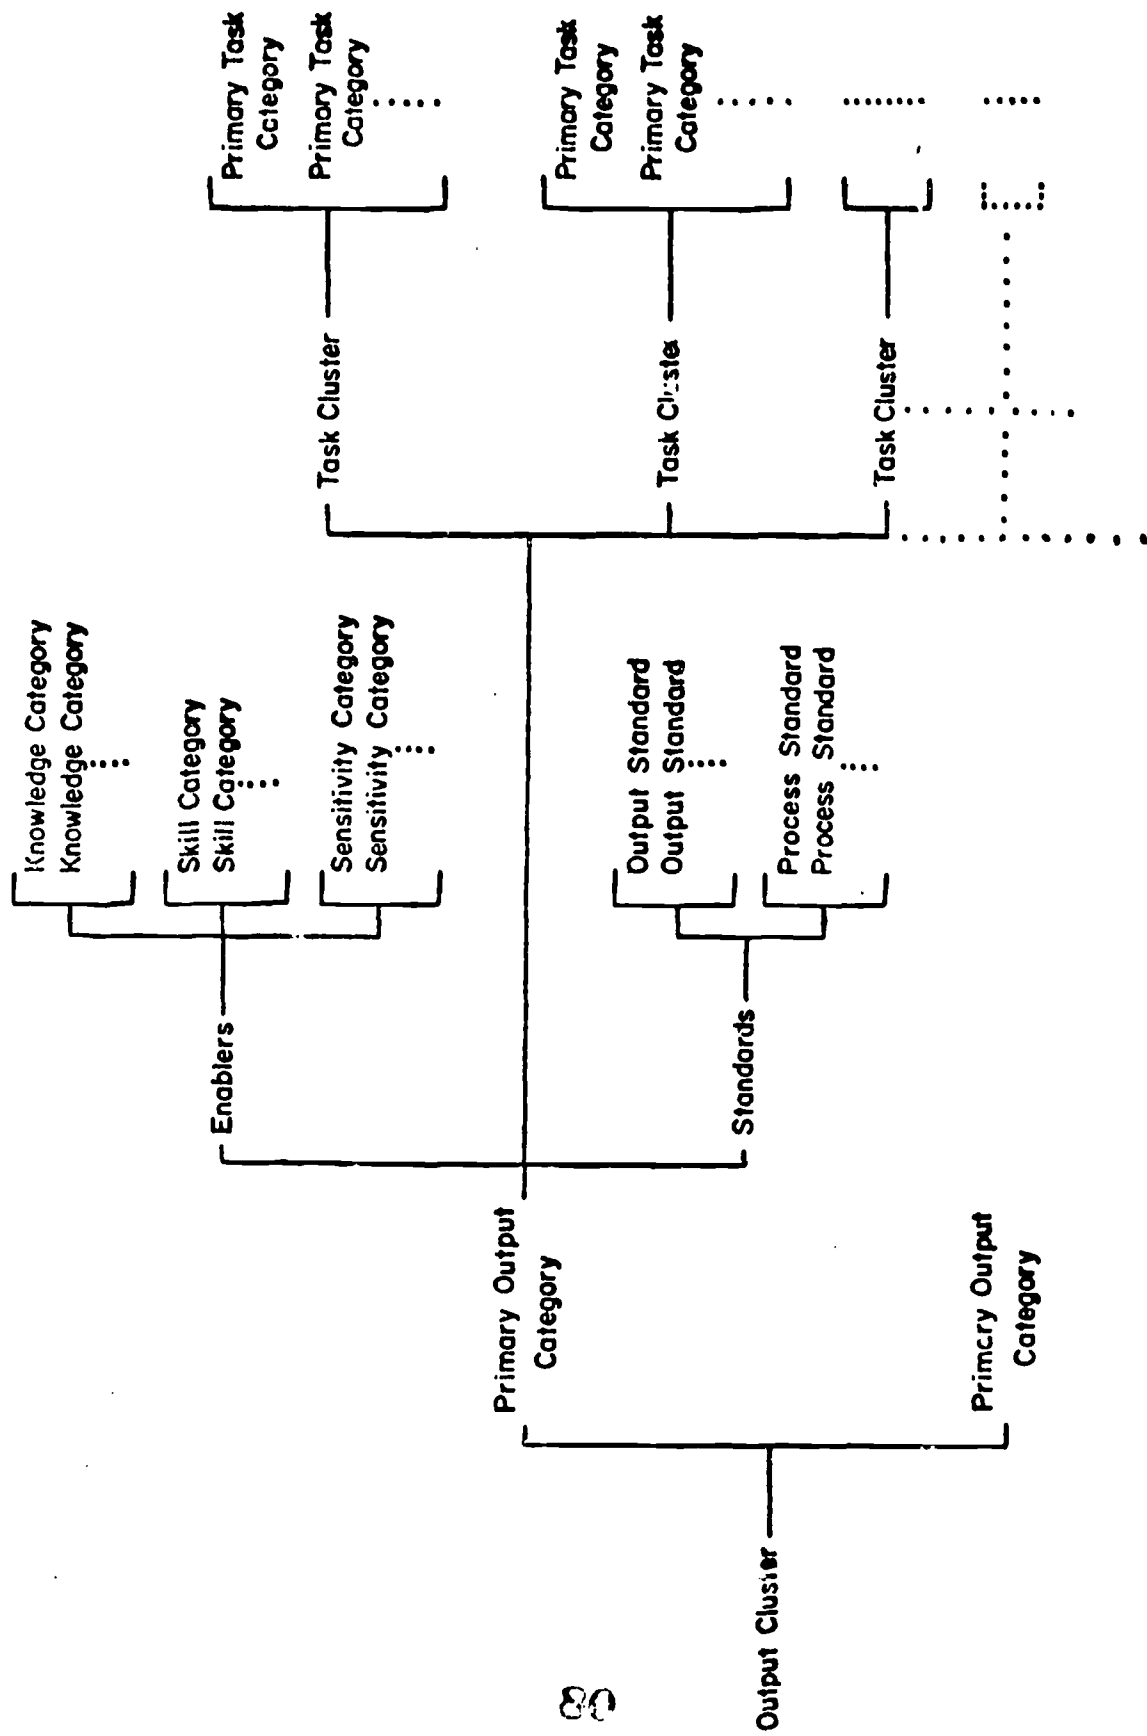 Output Cluster
Primary Output
Category
Primary Output
Category
Enablers
Knowledge Category
Knowledge Category
Skill Category
Skill Category
Sensitivity Category
Sensitivity Category
Standards
Output Standard
Output Standard
Process Standard
Process Standard
Task Cluster
Primary Task
Category
Primary Task
Category
Task Cluster
Primary Task
Category
Primary Task
Category
Task Cluster